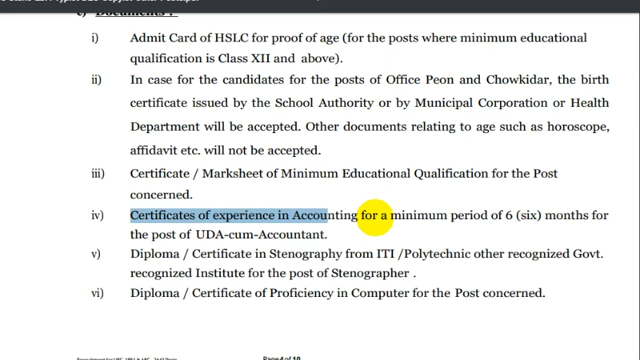 Documents :
i) Admit Card of HSLC for proof of age (for the posts where minimum educational
qualification is Class XII and above).
ii) In case for the candidates for the posts of Office Peon and Chowkidar, the birth
certificate issued by the School Authority or by Municipal Corporation or Health
Department will be accepted. Other documents relating to age such as horoscope,
affidavit etc. will not be accepted.
iii) Certificate / Marksheet of Minimum Educational Qualification for the Post
concerned.
iv) Certificates of experience in Accounting for a minimum period of 6 (six) months for
the post of UDA-cum-Accountant.
v) Diploma / Certificate in Stenography from ITI /Polytechnic other recognized Govt.
recognized Institute for the post of Stenographer .
vi) Diploma / Certificate of Proficiency in Computer for the Post concerned.
Page 4 of 10